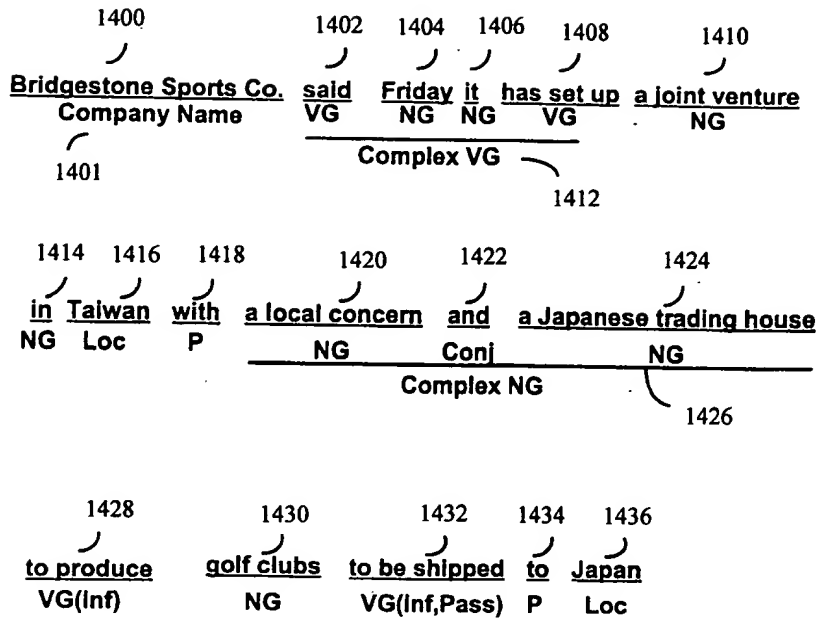 1400 1402 1404 1406 1408 1410
Bridgestone Sports Co. said Friday it has set up a joint venture
Company Name VG NG NG VG NG
Complex VG
1401 1412
1414 1416 1418 1420 1422 1424
in Taiwan with a local concern and a Japanese trading house
NG Loc P NG Conj NG
Complex NG
1426
1428 1430 1432 1434 1436
to produce golf clubs to be shipped to Japan
VG(Inf) NG VG(Inf,Pass) P Loc